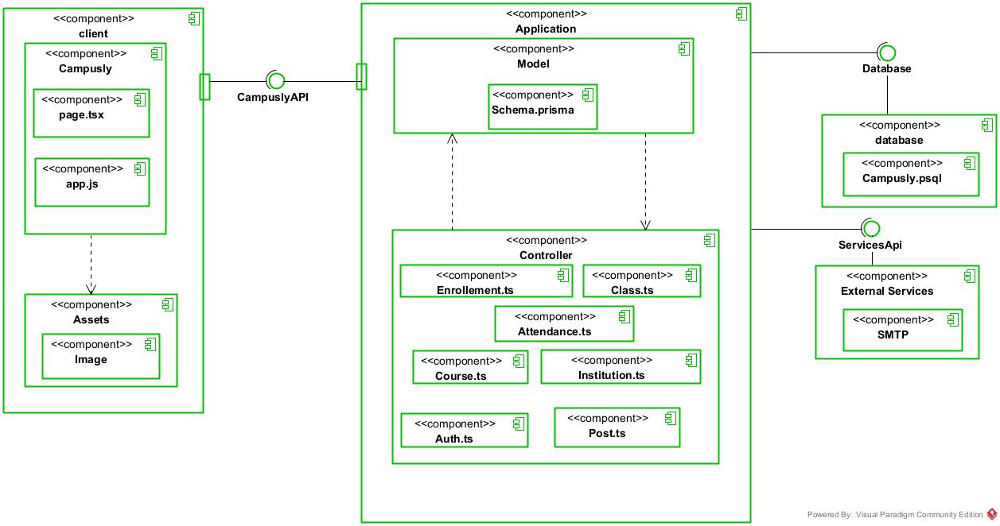 <<component>>
client
<<component>>
Campusly
<<component>>
page.tsx
<<component>>
app.js
<<component>>
Assets
<<component>>
Image
CampuslyAPI
<<component>>
Application
<<component>>
Model
<<component>>
Schema.prisma
<<component>>
Controller
<<component>>
Enrollement.ts
<<component>>
Class.ts
<<component>>
Attendance.ts
<<component>>
Course.ts
<<component>>
Institution.ts
<<component>>
Auth.ts
<<component>>
Post.ts
Database
<<component>>
database
<<component>>
Campusly.psql
ServicesApi
<<component>>
External Services
<<component>>
SMTP
Powered By Visual Paradigm Community Edition